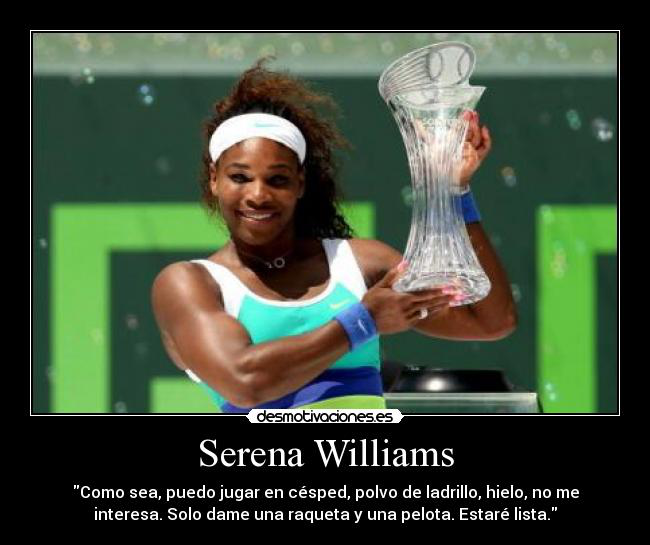 desmotivaciones.es
Serena Williams
"Como sea, puedo jugar en césped, polvo de ladrillo, hielo, no me
interesa. Solo dame una raqueta y una pelota. Estaré lista."